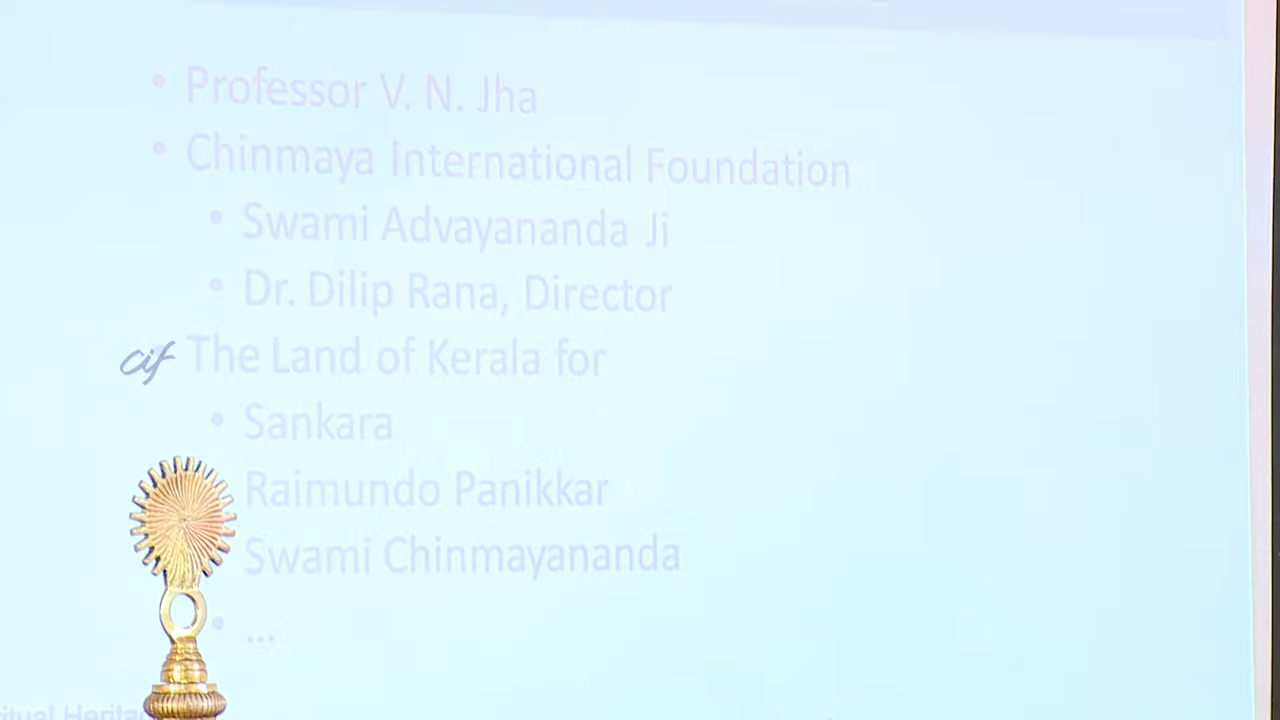 • Professor V. N. Jha
• Chinmaya International Foundation
• Swami Advayananda Ji
• Dr. Dilip Rana, Director
cif The Land of Kerala for
• Sankara
Raimundo Panikkar
Swami Chinmayananda
• ...